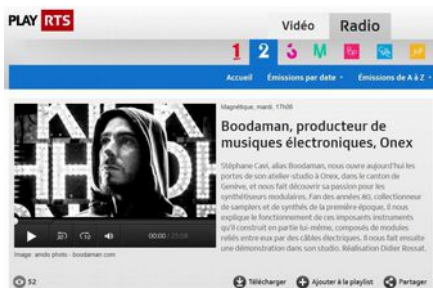 PLAY RTS
Vidéo Radio
1 2 3 M
Accueil Émissions par date Émissions de A à Z
Magnétique, mardi, 17h06
Boodaman, producteur de
musiques électroniques, Onex
Stéphane Cavi, alias Boodaman, nous ouvre aujourd'hui les
portes de son atelier-studio à Onex, dans le canton de
Genève, et nous fait découvrir sa passion pour les
synthétiseurs modulaires. Fan des années 80, collectionneur
de samplers et de synthés de la première époque, il nous
explique le fonctionnement de ces imposants instruments
qu'il construit en partie lui-même, composés de modules
reliés entre eux par des câbles électriques. Il nous fait ensuite
une démonstration dans son studio. Réalisation Didier Rossat.
00:00 / 25:08
Image: amdo photo - boodaman.com
52
Télécharger Ajouter à la playlist Partager